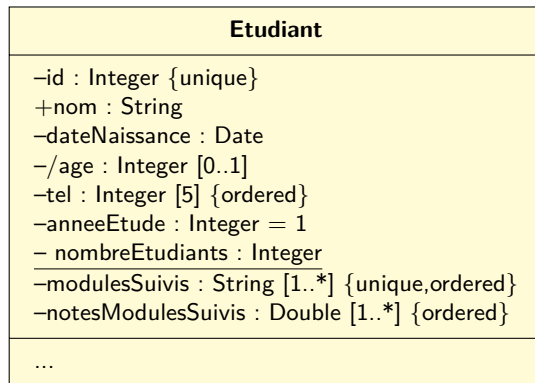 Etudiant
–id : Integer {unique}
+nom : String
–dateNaissance : Date
–/age : Integer [0..1]
–tel : Integer [5] {ordered}
–anneeEtude : Integer = 1
– nombreEtudiants : Integer
–modulesSuivis : String [1..*] {unique,ordered}
–notesModulesSuivis : Double [1..*] {ordered}
...